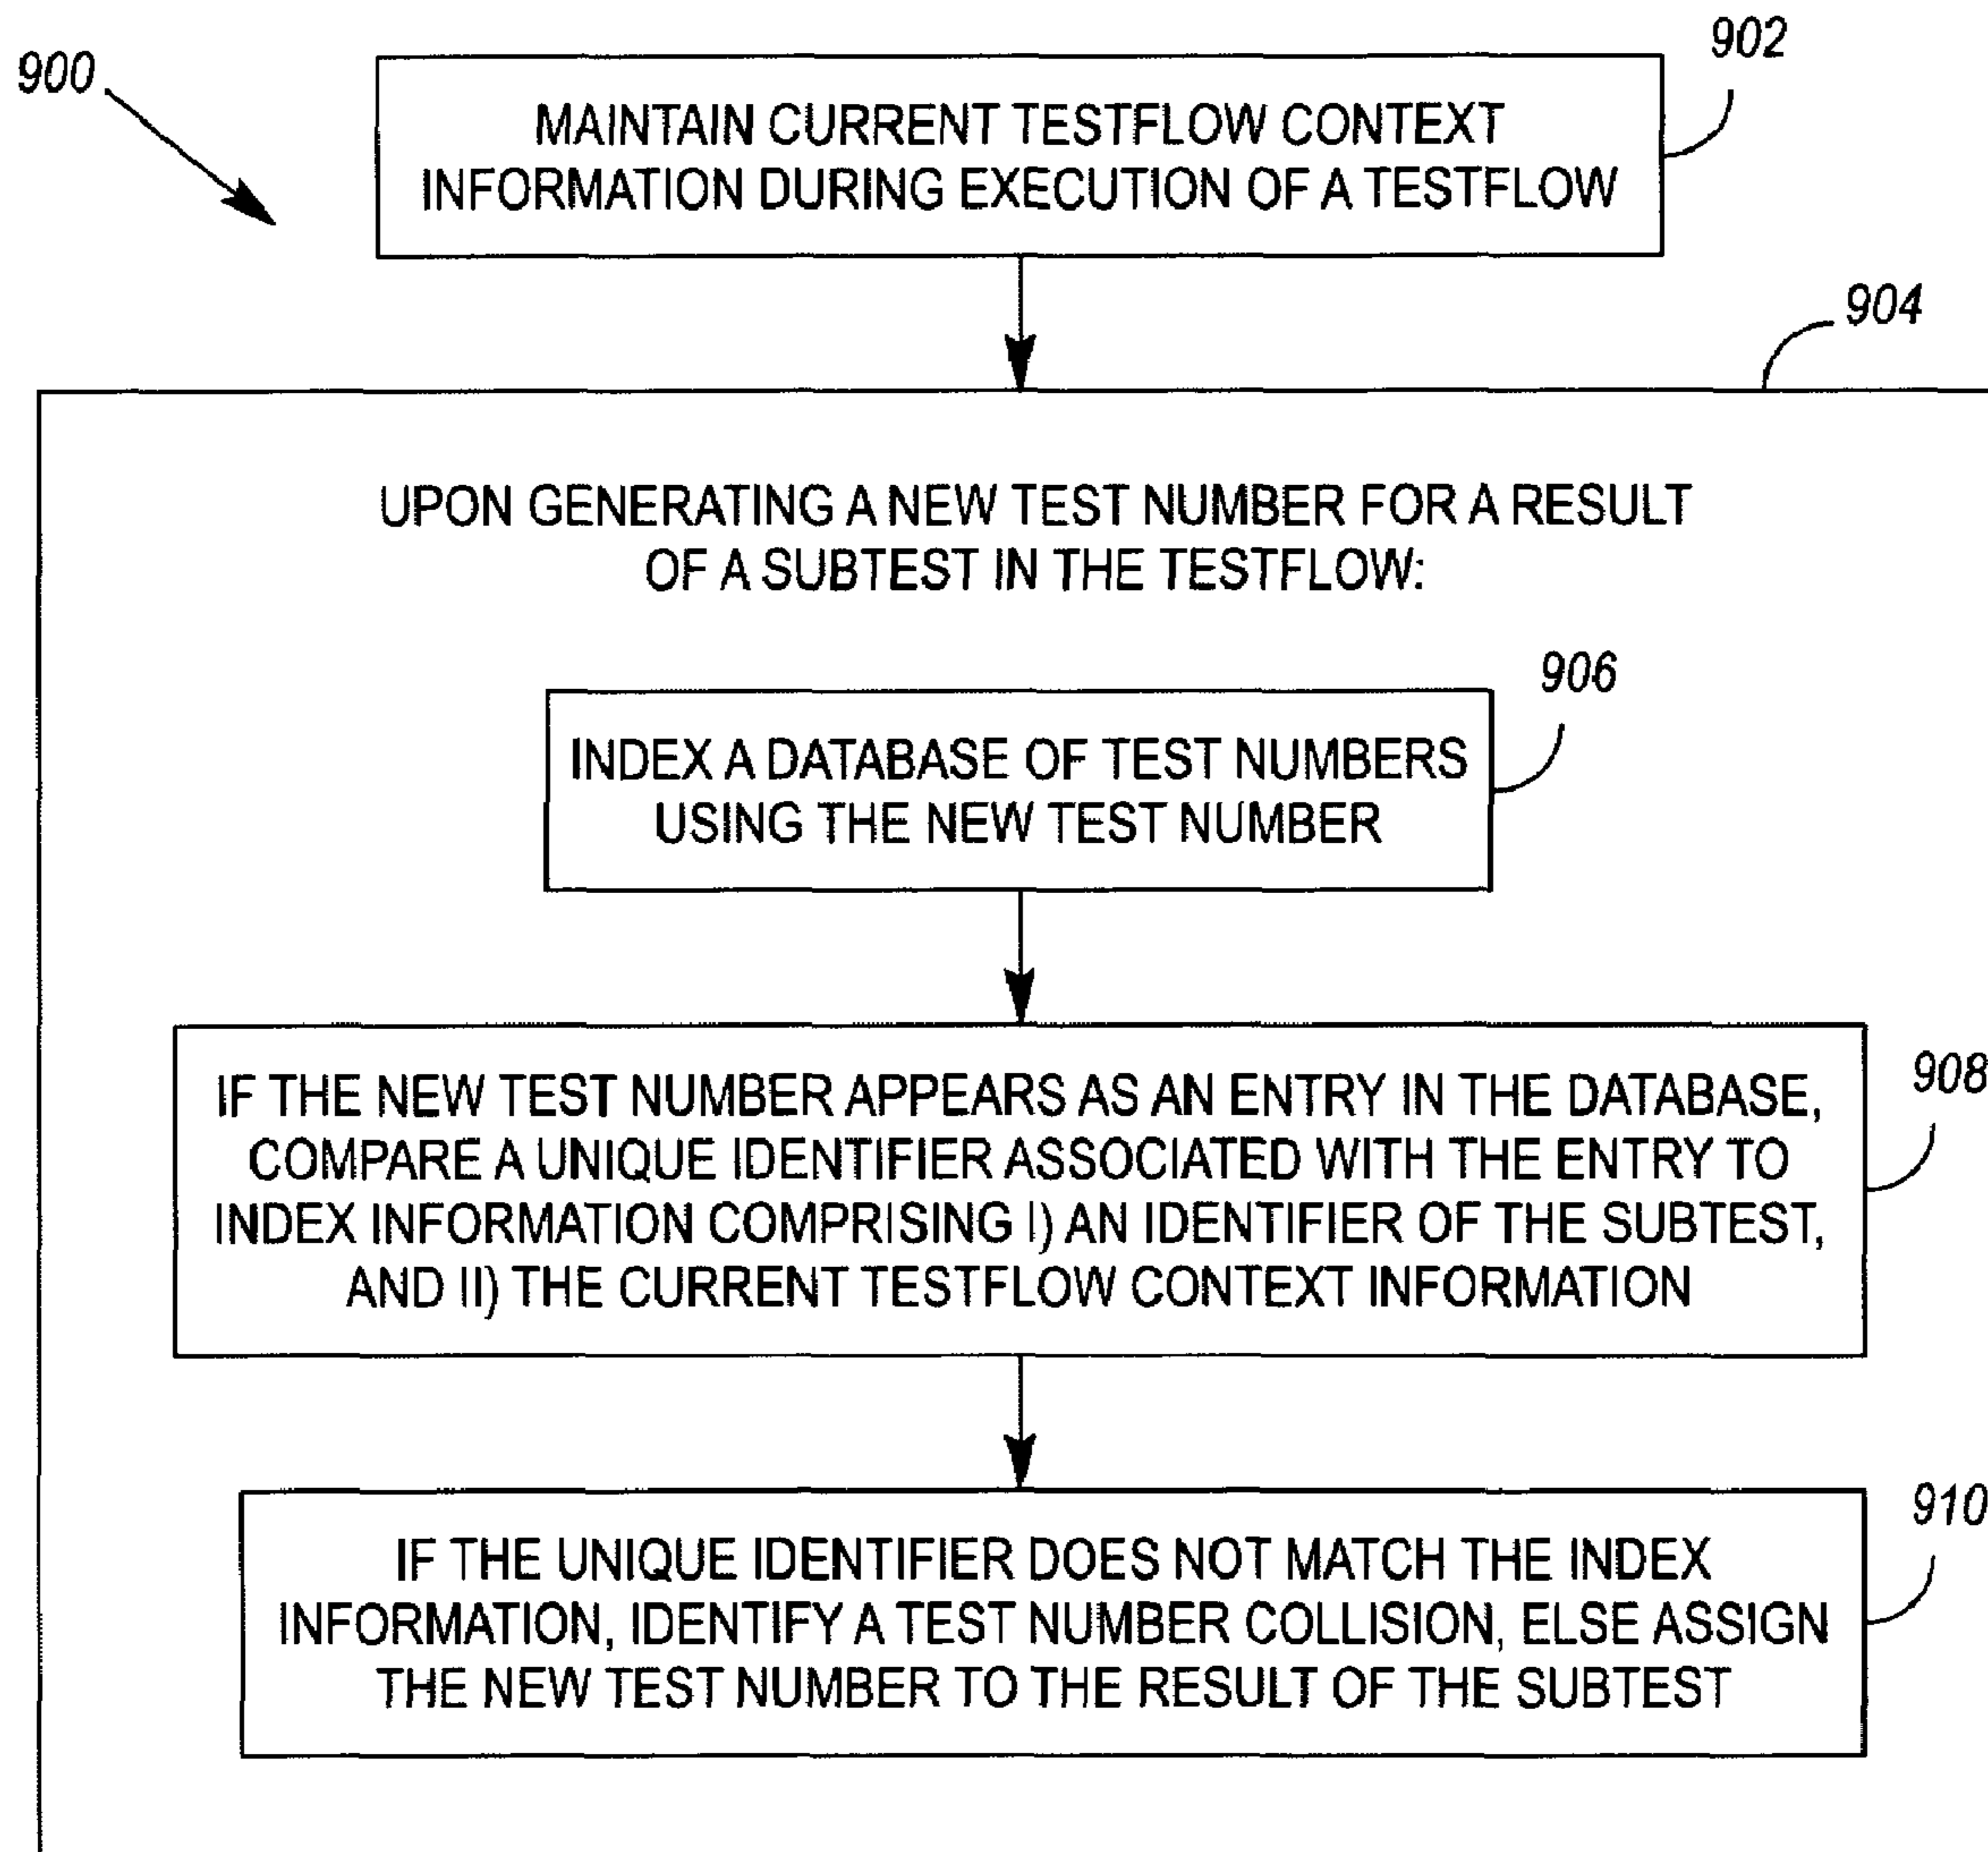 900
902
MAINTAIN CURRENT TESTFLOW CONTEXT
INFORMATION DURING EXECUTION OF A TESTFLOW
904
UPON GENERATING A NEW TEST NUMBER FOR A RESULT
OF A SUBTEST IN THE TESTFLOW:
906
INDEX A DATABASE OF TEST NUMBERS
USING THE NEW TEST NUMBER
908
IF THE NEW TEST NUMBER APPEARS AS AN ENTRY IN THE DATABASE,
COMPARE A UNIQUE IDENTIFIER ASSOCIATED WITH THE ENTRY TO
INDEX INFORMATION COMPRISING I) AN IDENTIFIER OF THE SUBTEST,
AND II) THE CURRENT TESTFLOW CONTEXT INFORMATION
910
IF THE UNIQUE IDENTIFIER DOES NOT MATCH THE INDEX
INFORMATION, IDENTIFY A TEST NUMBER COLLISION, ELSE ASSIGN
THE NEW TEST NUMBER TO THE RESULT OF THE SUBTEST